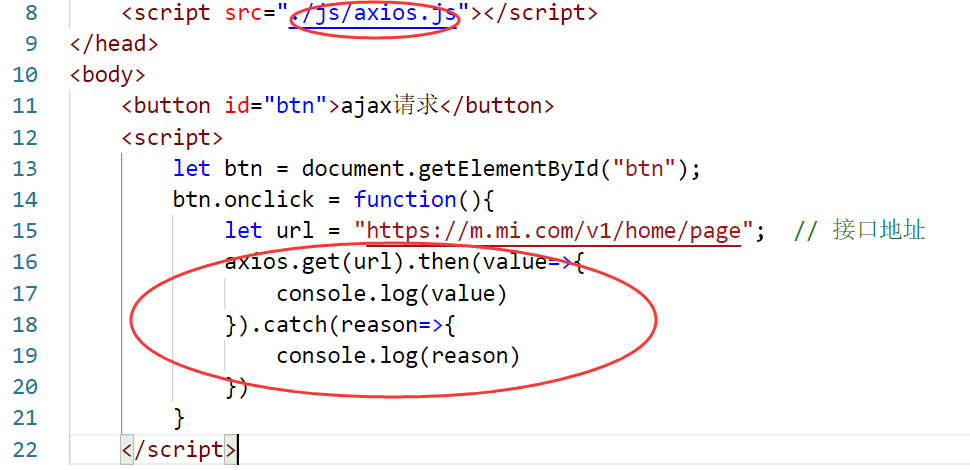 8 <script src="./js/axios.js"></script>
9 </head>
10 <body>
11 <button id="btn">ajax请求</button>
12 <script>
13 let btn = document.getElementById("btn");
14 btn.onclick = function(){
15 let url = "https://m.mi.com/v1/home/page"; // 接口地址
16 axios.get(url).then(value=>{
17 console.log(value)
18 }).catch(reason=>{
19 console.log(reason)
20 })
21 }
22 </script>